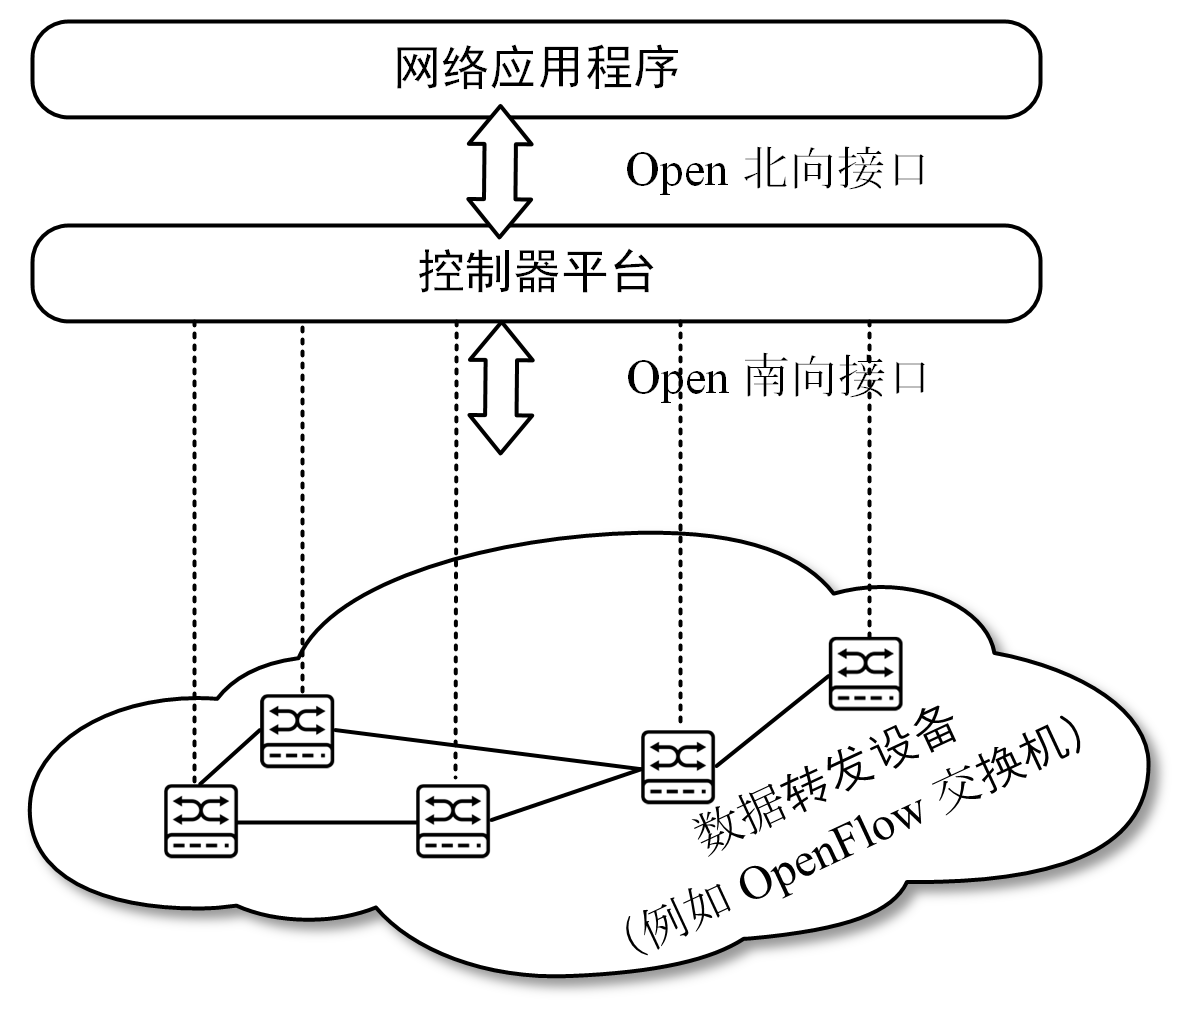 网络应用程序
Open 北向接口
控制器平台
Open 南向接口
数据转发设备
（例如 OpenFlow 交换机）